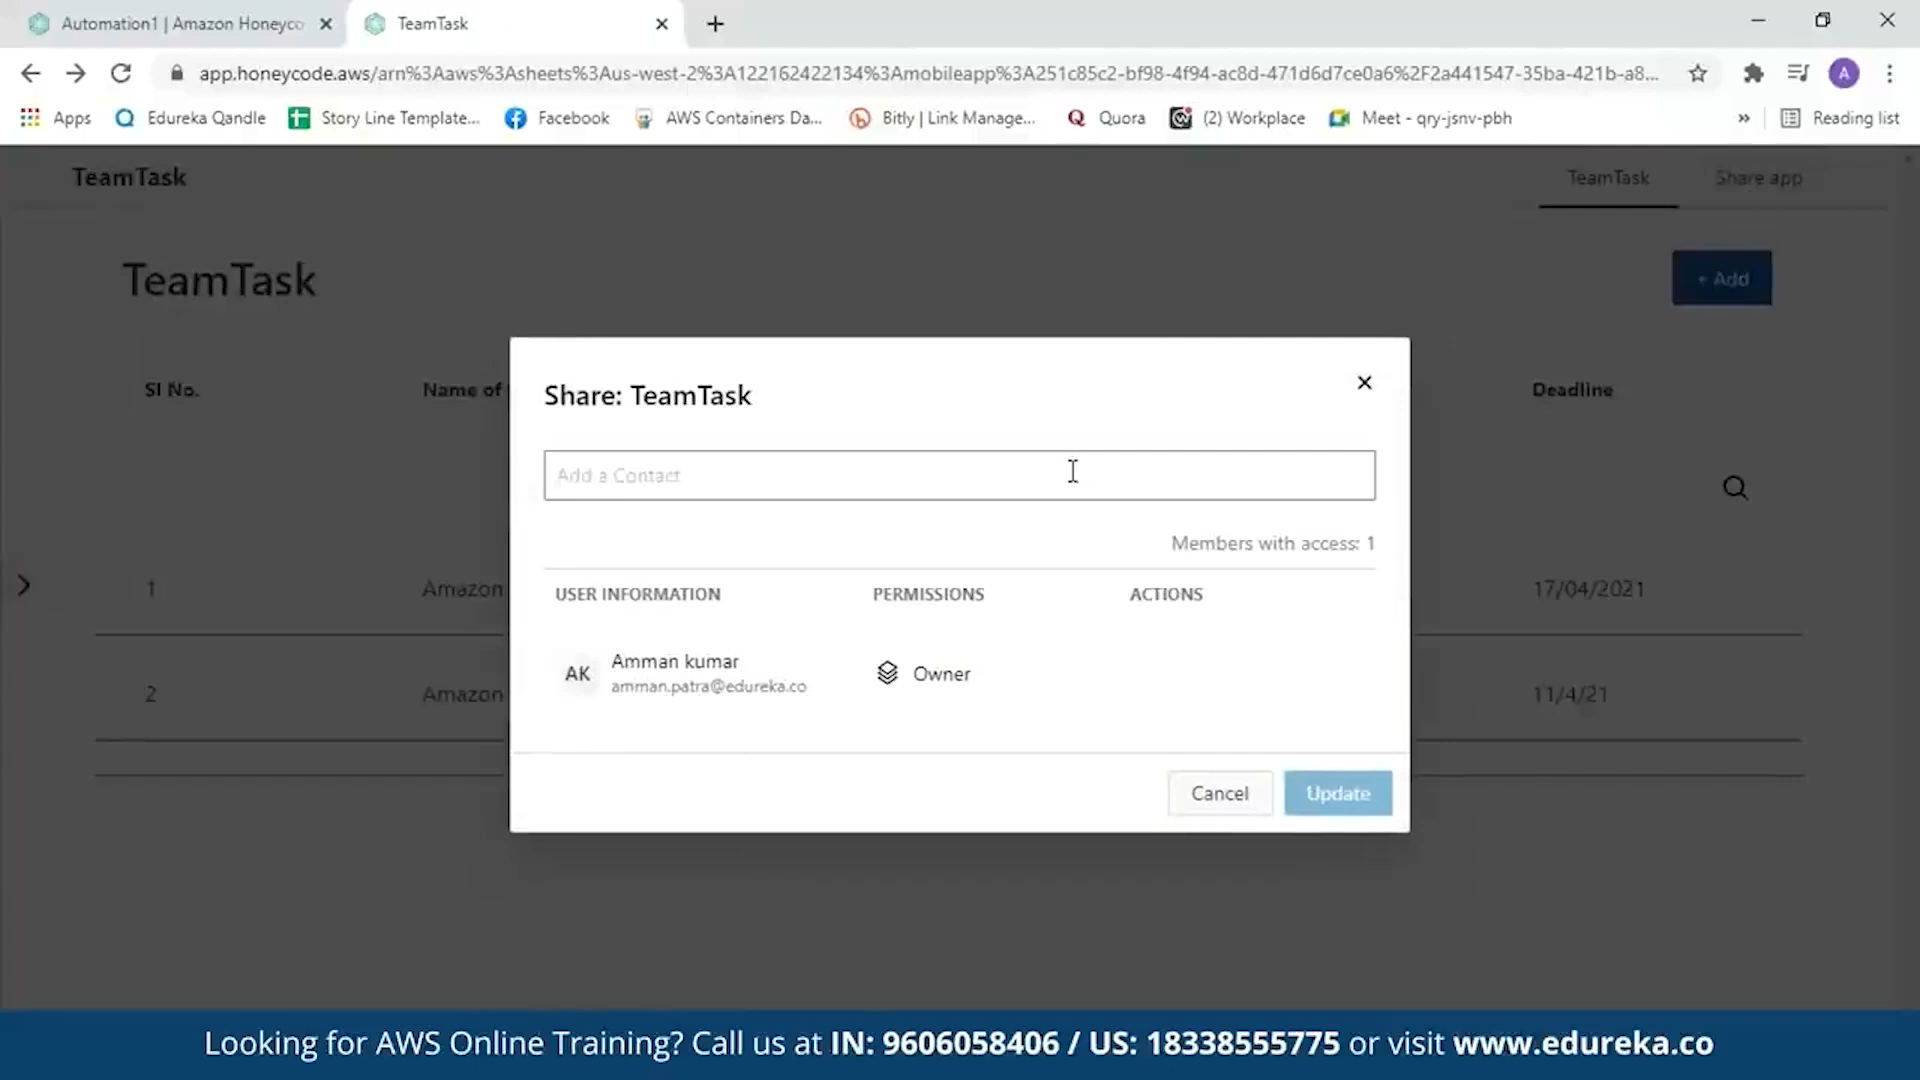 Automation1 | Amazon Honeyco
TeamTask
app.honeycode.aws/arn%3Aaws%3Asheets%3Aus-west-2%3A122162422134%3Amobileapp%3A251c85c2-bf98-4f94-ac8d-471d6d7ce0a6%2F2a441547-35ba-421b-a8...
A
Apps
Edureka Qandle
Story Line Template...
Facebook
AWS Containers Da...
Bitly | Link Manage...
Quora
(2) Workplace
Meet - qry-jsnv-pbh
»
Reading list
TeamTask
TeamTask
Share app
TeamTask
+ Add
SI No.
Name of
Deadline
Share: TeamTask
Add a Contact
Members with access: 1
USER INFORMATION
PERMISSIONS
ACTIONS
AK
Amman kumar
amman.patra@edureka.co
Owner
Cancel
Update
1
Amazon
17/04/2021
2
Amazon
11/4/21
Looking for AWS Online Training? Call us at IN: 9606058406 / US: 18338555775 or visit www.edureka.co